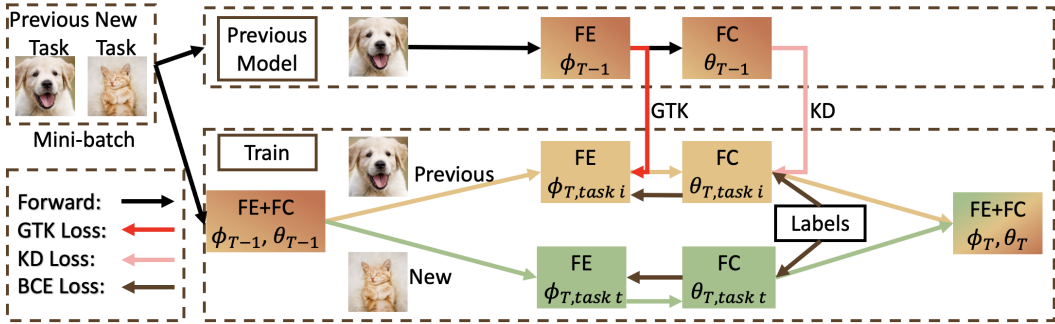 Previous New
Task Task
Mini-batch
Forward:
GTK Loss:
KD Loss:
BCE Loss:
Previous
Model
FE
ϕ_{T−1}
FC
θ_{T−1}
GTK
KD
Train
Previous
FE+FC
ϕ_{T−1}, θ_{T−1}
New
FE
ϕ_{T,task i}
FC
θ_{T,task i}
Labels
FE
ϕ_{T,task t}
FC
θ_{T,task t}
FE+FC
ϕ_T, θ_T